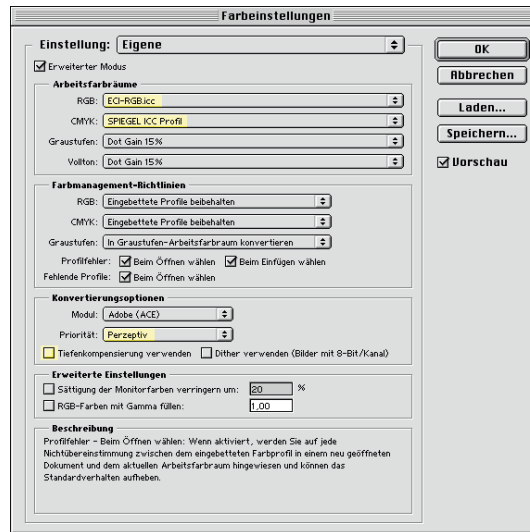 Farbeinstellungen
Einstellung: Eigene
Erweiterter Modus
Arbeitsfarbräume
RGB: ECI-RGB.icc
CMYK: SPIEGEL ICC Profil
Graustufen: Dot Gain 15%
Vollton: Dot Gain 15%
Farbmanagement-Richtlinien
RGB: Eingebettete Profile beibehalten
CMYK: Eingebettete Profile beibehalten
Graustufen: In Graustufen-Arbeitsfarbraum konvertieren
Profilfehler: Beim Öffnen wählen Beim Einfügen wählen
Fehlende Profile: Beim Öffnen wählen
Konvertierungsoptionen
Modul: Adobe (ACE)
Priorität: Perzeptiv
Tiefenkompensierung verwenden Dither verwenden (Bilder mit 8-Bit/Kanal)
Erweiterte Einstellungen
Sättigung der Monitorfarben verringern um: 20 %
RGB-Farben mit Gamma füllen: 1,00
Beschreibung
Profilfehler - Beim Öffnen wählen: Wenn aktiviert, werden Sie auf jede
Nichtübereinstimmung zwischen dem eingebetteten Farbprofil in einem neu geöffneten
Dokument und dem aktuellen Arbeitsfarbraum hingewiesen und können das
Standardverhalten aufheben.
OK
Abbrechen
Laden...
Speichern...
Vorschau